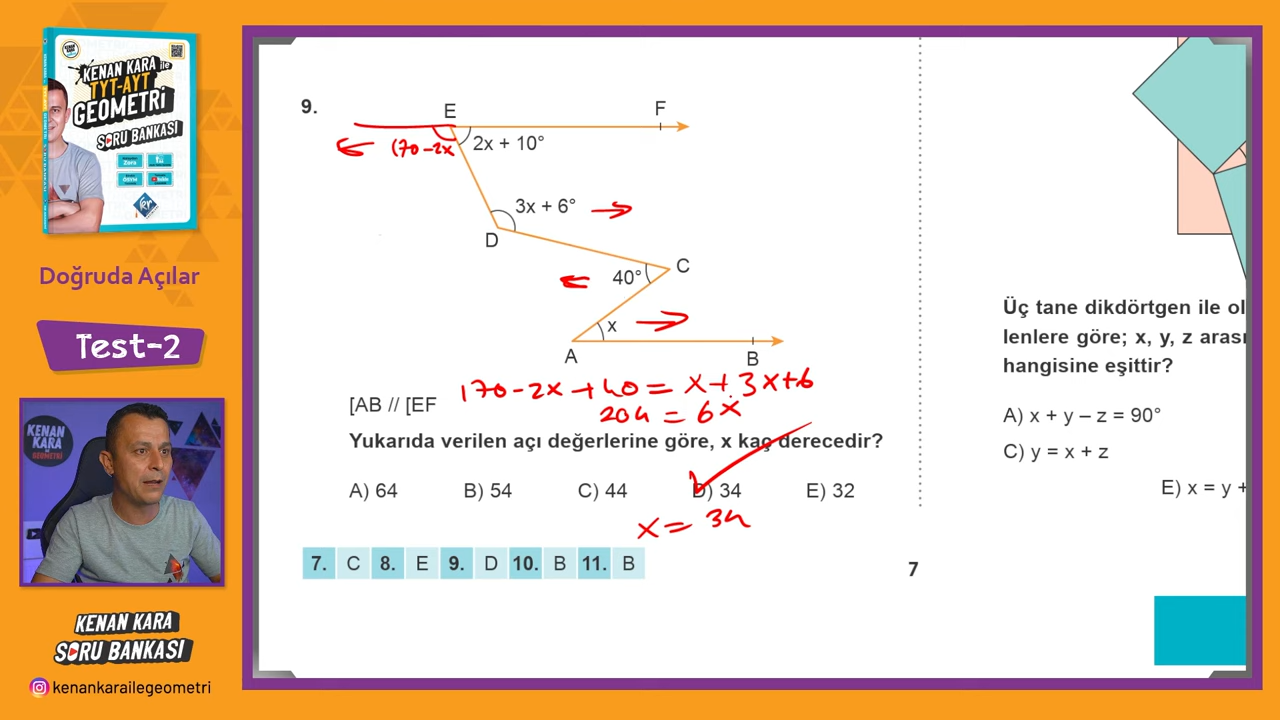 KENAN KARA ile
TYT-AYT
GEOMETRİ
SORU BANKASI
Doğruda Açılar
Test-2
KENAN
KARA
KENAN KARA
SORU BANKASI
kenankarailegeometri
9.
E
F
170-2x
2x + 10°
3x + 6°
D
C
40°
x
A
B
170-2x+40=x+3x+6
[AB // [EF
204=6x
Yukarıda verilen açı değerlerine göre, x kaç derecedir?
A) 64 B) 54 C) 44 D) 34 E) 32
x=34
7. C 8. E 9. D 10. B 11. B
7
Üç tane dikdörtgen ile ol
lenlere göre; x, y, z arası
hangisine eşittir?
A) x + y – z = 90°
C) y = x + z
E) x = y +